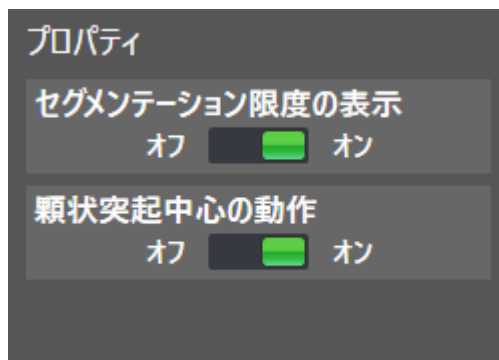 プロパティ
セグメンテーション限度の表示
オフ オン
顆状突起中心の動作
オフ オン